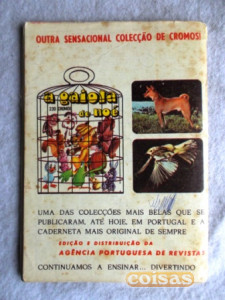 OUTRA SENSACIONAL COLECÇÃO DE CROMOS!
a gaiola
de noé
UMA DAS COLECÇÕES MAIS BELAS QUE SE
PUBLICARAM, ATÉ HOJE, EM PORTUGAL E A
CADERNETA MAIS ORIGINAL DE SEMPRE
EDIÇÃO E DISTRIBUIÇÃO DA
AGÊNCIA PORTUGUESA DE REVISTAS
CONTINUAMOS A ENSINAR... DIVERTINDO
coisas